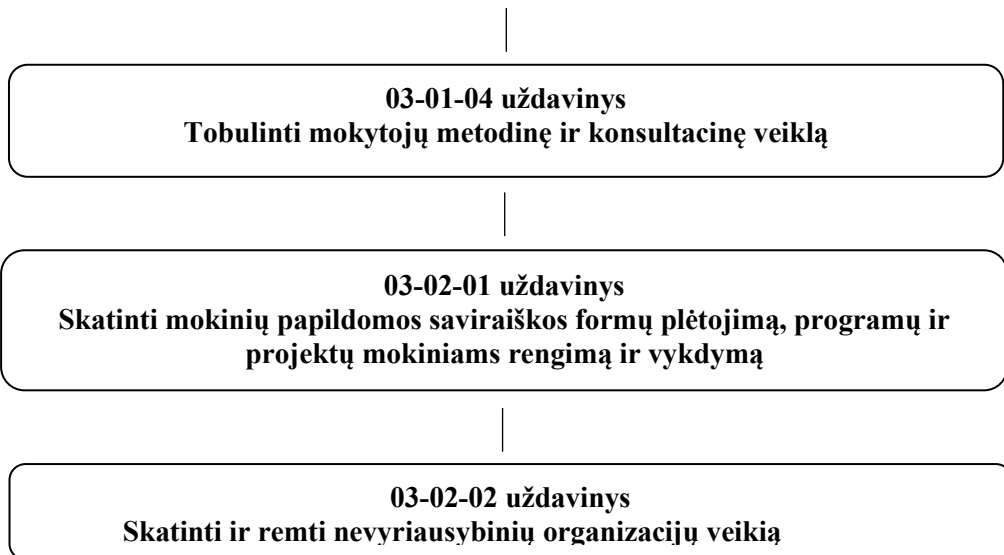 03-01-04 uždavinys
Tobulinti mokytojų metodinę ir konsultacinę veiklą
03-02-01 uždavinys
Skatinti mokinių papildomos saviraiškos formų plėtojimą, programų ir
projektų mokiniams rengimą ir vykdymą
03-02-02 uždavinys
Skatinti ir remti nevyriausybinių organizacijų veikią